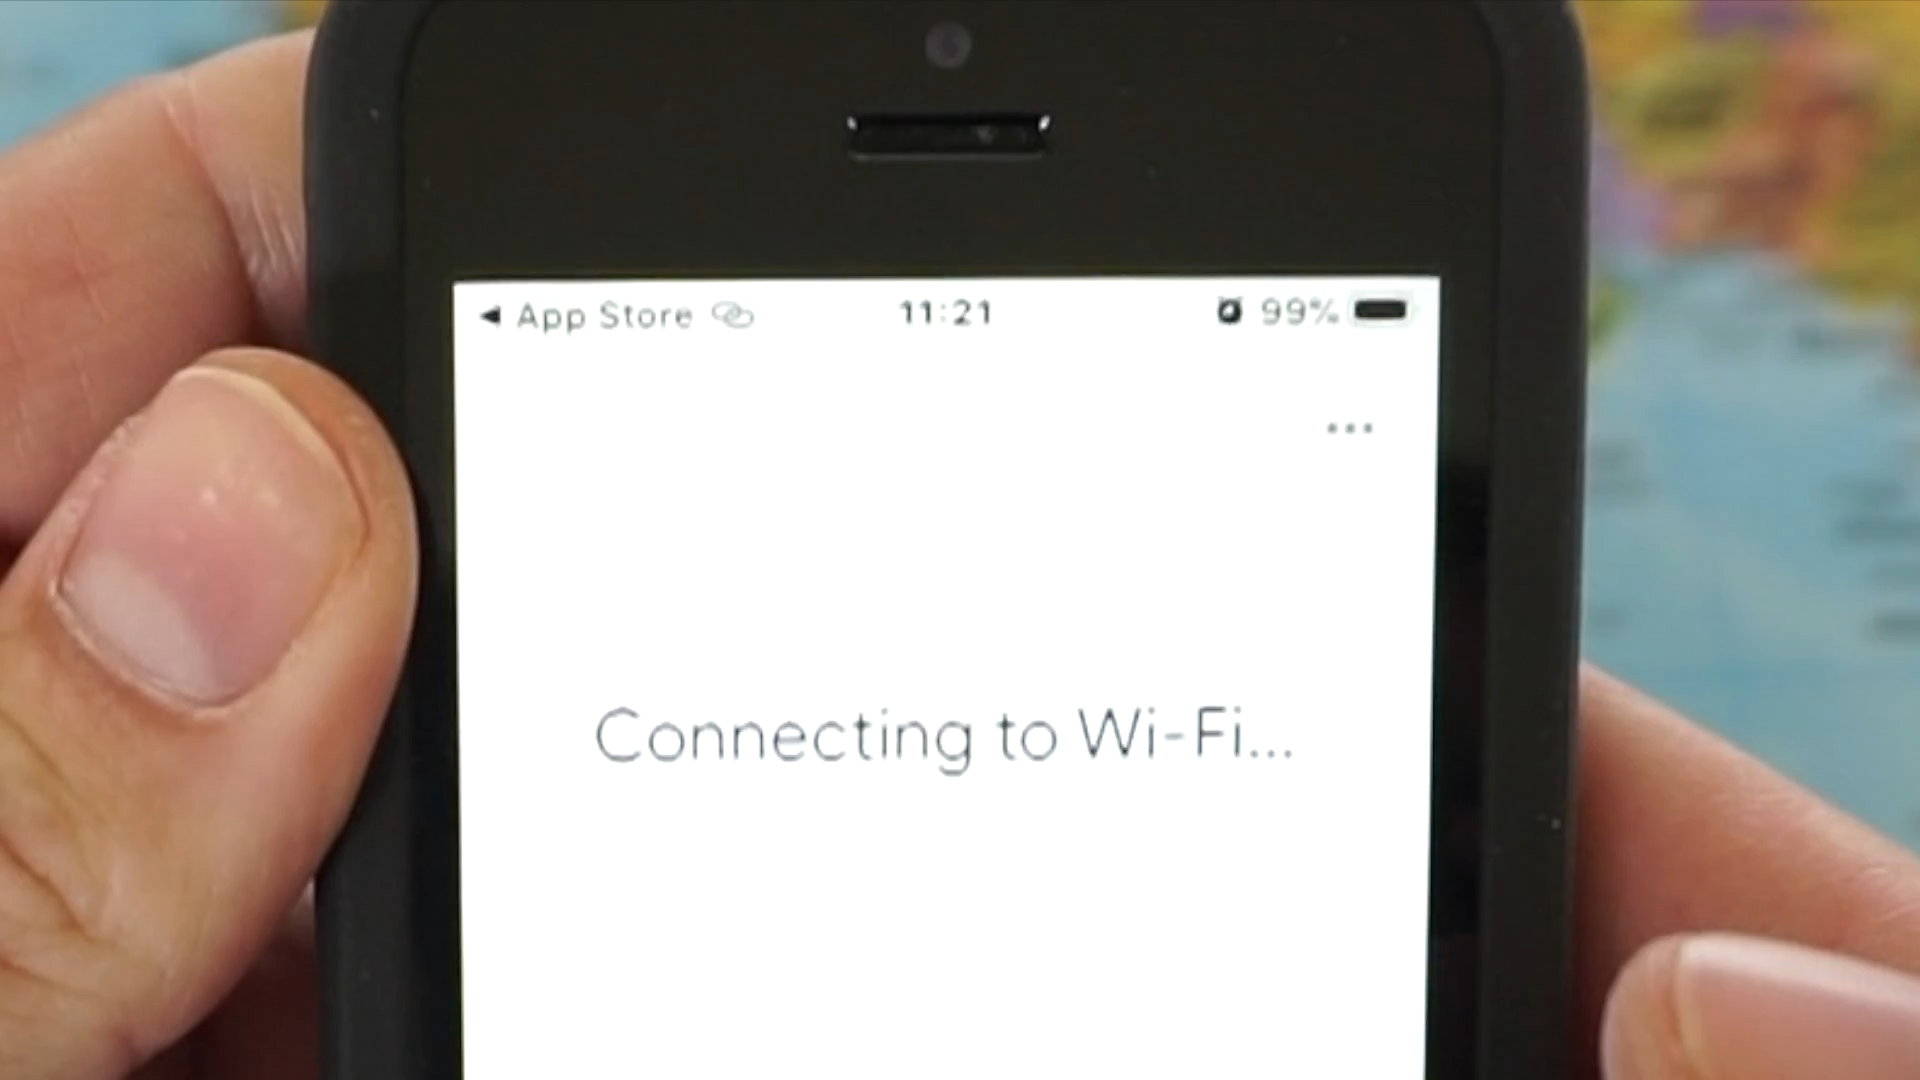 ◀ App Store 11:21 99%
Connecting to Wi-Fi...